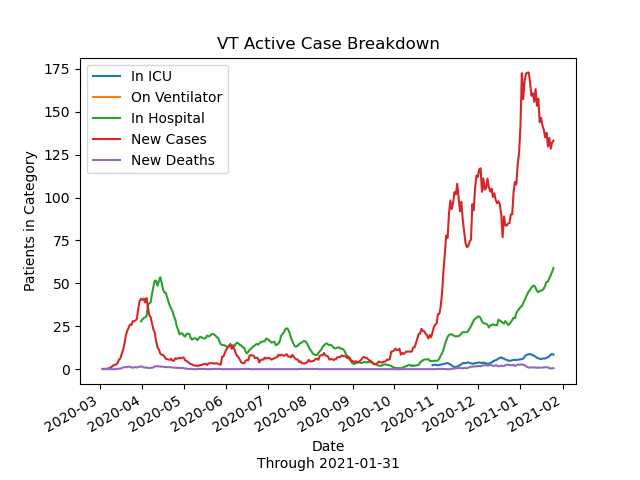 VT Active Case Breakdown
In ICU
On Ventilator
In Hospital
New Cases
New Deaths
Patients in Category
175
150
125
100
75
50
25
0
2020-03
2020-04
2020-05
2020-06
2020-07
2020-08
2020-09
2020-10
2020-11
2020-12
2021-01
2021-02
Date
Through 2021-01-31